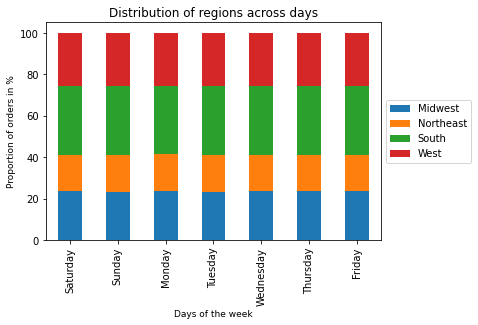 Distribution of regions across days
Proportion of orders in %
100
80
60
40
20
0
Saturday
Sunday
Monday
Tuesday
Wednesday
Thursday
Friday
Days of the week
Midwest
Northeast
South
West